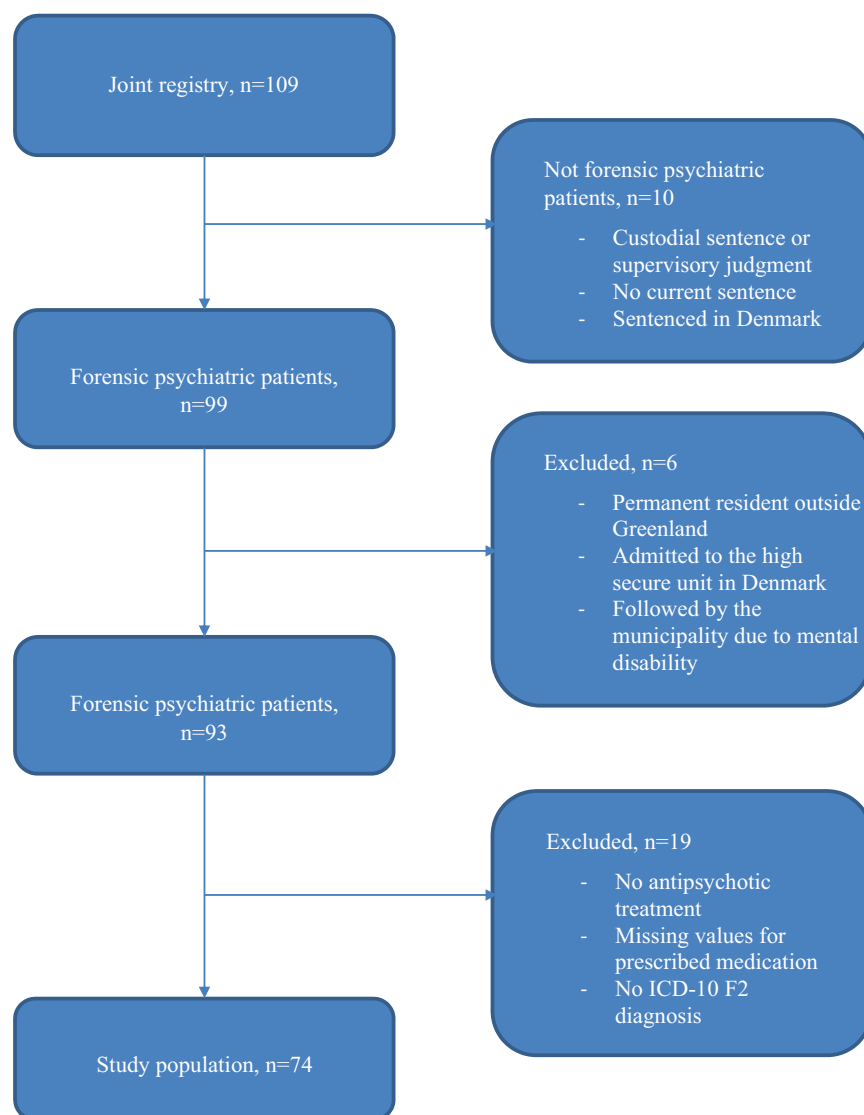 Joint registry, n=109
Not forensic psychiatric
patients, n=10
- Custodial sentence or
supervisory judgment
- No current sentence
- Sentenced in Denmark
Forensic psychiatric patients,
n=99
Excluded, n=6
- Permanent resident outside
Greenland
- Admitted to the high
secure unit in Denmark
- Followed by the
municipality due to mental
disability
Forensic psychiatric patients,
n=93
Excluded, n=19
- No antipsychotic
treatment
- Missing values for
prescribed medication
- No ICD-10 F2
diagnosis
Study population, n=74